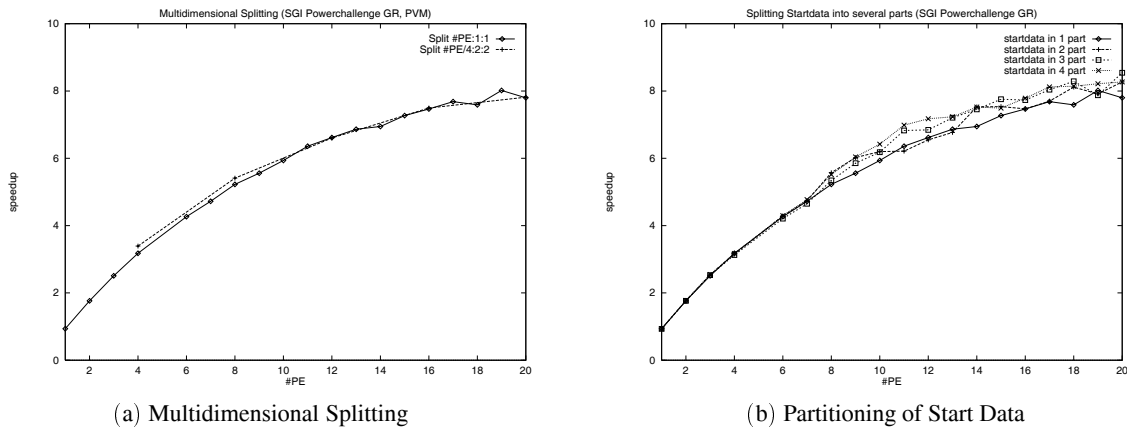 Multidimensional Splitting (SGI Powerchallenge GR, PVM)
Split #PE:1:1
Split #PE/4:2:2
10
8
6
4
2
0
speedup
2 4 6 8 10 12 14 16 18 20
#PE
(a) Multidimensional Splitting
Splitting Startdata into several parts (SGI Powerchallenge GR)
startdata in 1 part
startdata in 2 part
startdata in 3 part
startdata in 4 part
10
8
6
4
2
0
speedup
2 4 6 8 10 12 14 16 18 20
#PE
(b) Partitioning of Start Data